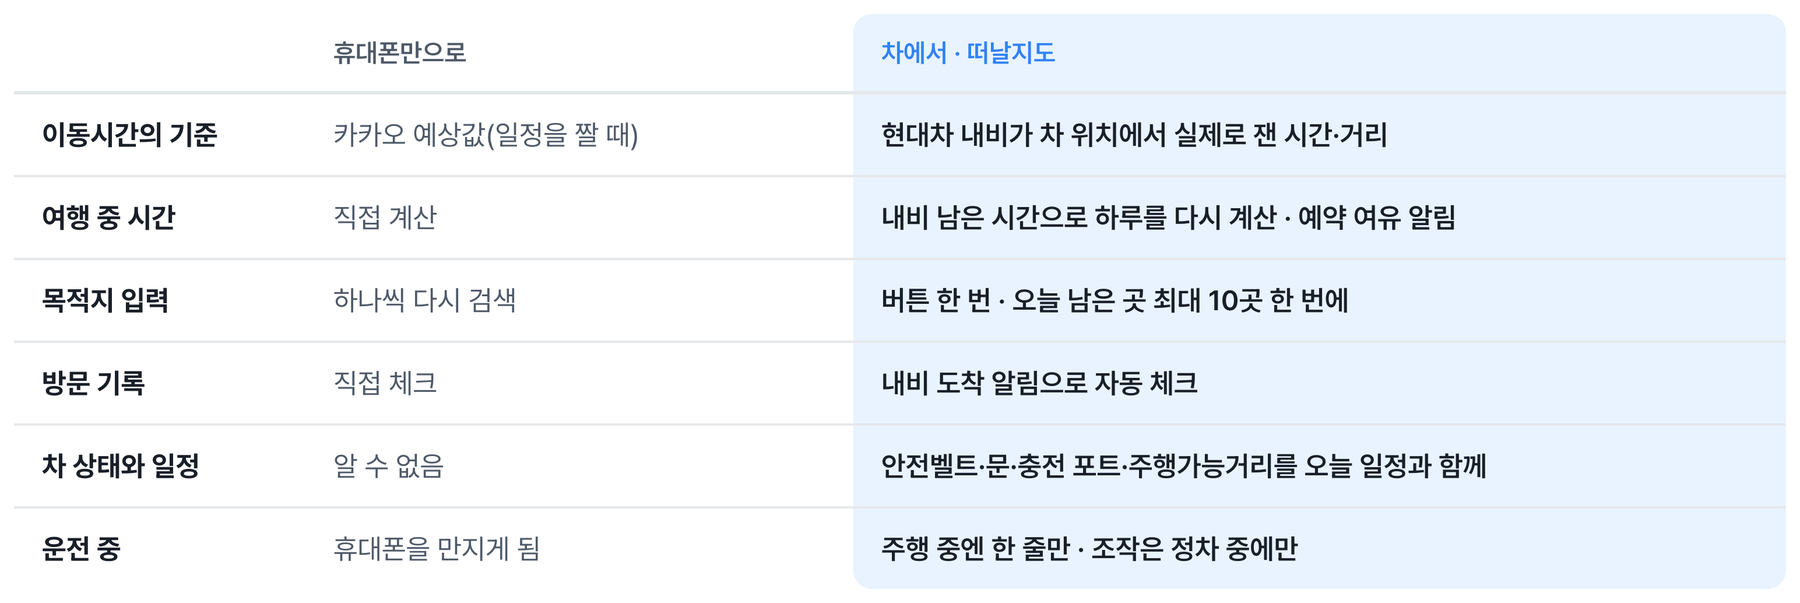 휴대폰만으로 차에서 · 떠날지도
이동시간의 기준 카카오 예상값(일정을 짤 때) 현대차 내비가 차 위치에서 실제로 잰 시간·거리
여행 중 시간 직접 계산 내비 남은 시간으로 하루를 다시 계산 · 예약 여유 알림
목적지 입력 하나씩 다시 검색 버튼 한 번 · 오늘 남은 곳 최대 10곳 한 번에
방문 기록 직접 체크 내비 도착 알림으로 자동 체크
차 상태와 일정 알 수 없음 안전벨트·문·충전 포트·주행가능거리를 오늘 일정과 함께
운전 중 휴대폰을 만지게 됨 주행 중엔 한 줄만 · 조작은 정차 중에만